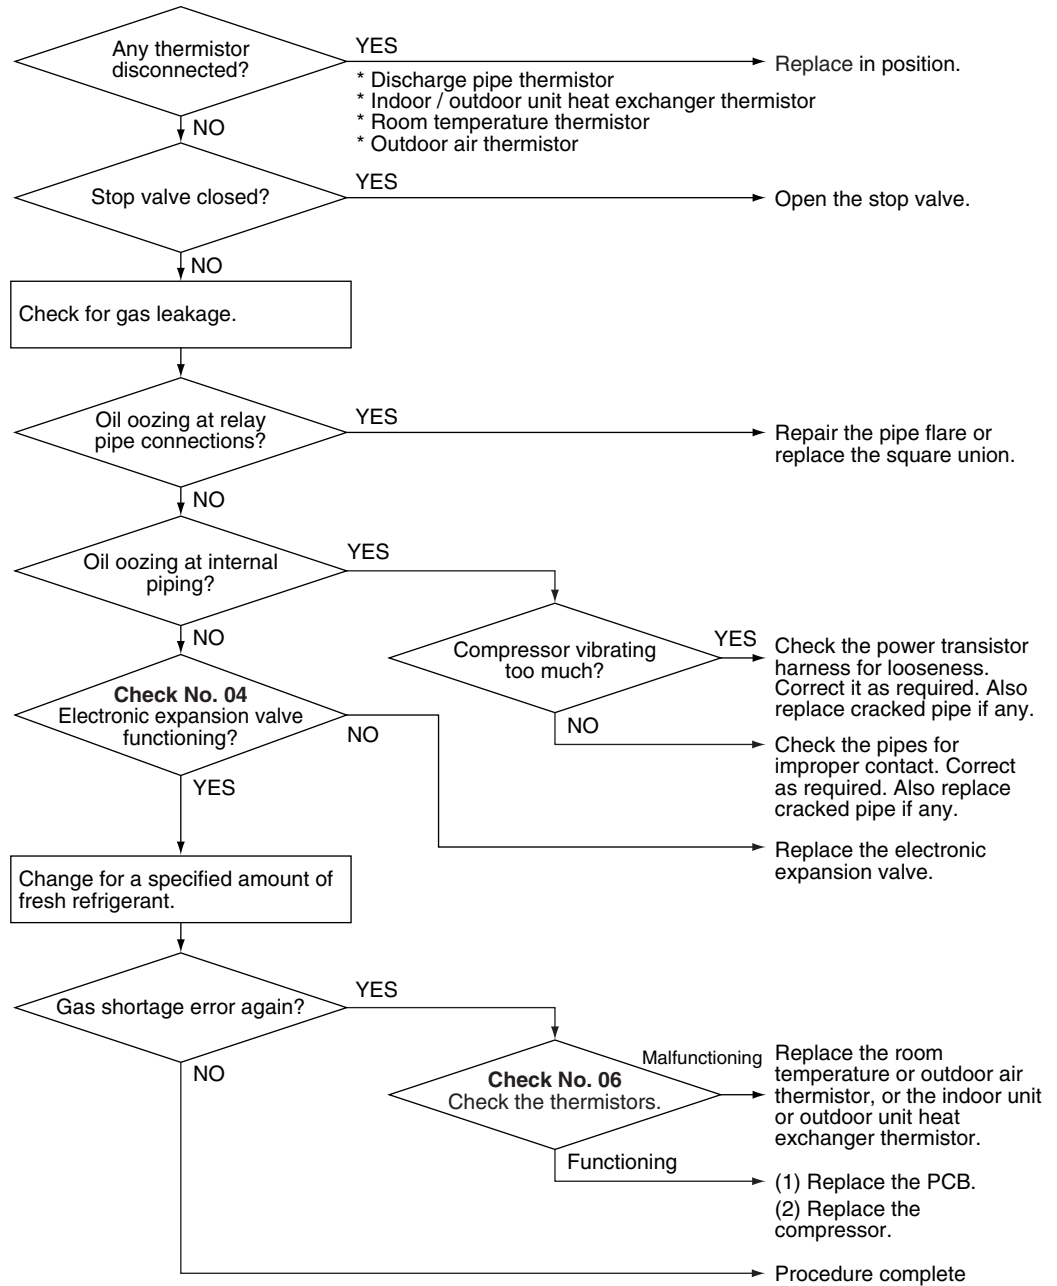 Any thermistor
disconnected?
YES
* Discharge pipe thermistor
* Indoor / outdoor unit heat exchanger thermistor
* Room temperature thermistor
* Outdoor air thermistor
Replace in position.
NO
Stop valve closed?
YES
Open the stop valve.
NO
Check for gas leakage.
Oil oozing at relay
pipe connections?
YES
Repair the pipe flare or
replace the square union.
NO
Oil oozing at internal
piping?
YES
NO
Compressor vibrating
too much?
YES
Check the power transistor
harness for looseness.
Correct it as required. Also
replace cracked pipe if any.
NO
Check the pipes for
improper contact. Correct
as required. Also replace
cracked pipe if any.
Check No. 04
Electronic expansion valve
functioning?
NO
Replace the electronic
expansion valve.
YES
Change for a specified amount of
fresh refrigerant.
Gas shortage error again?
YES
NO
Check No. 06
Check the thermistors.
Malfunctioning
Replace the room
temperature or outdoor air
thermistor, or the indoor unit
or outdoor unit heat
exchanger thermistor.
Functioning
(1) Replace the PCB.
(2) Replace the
compressor.
Procedure complete